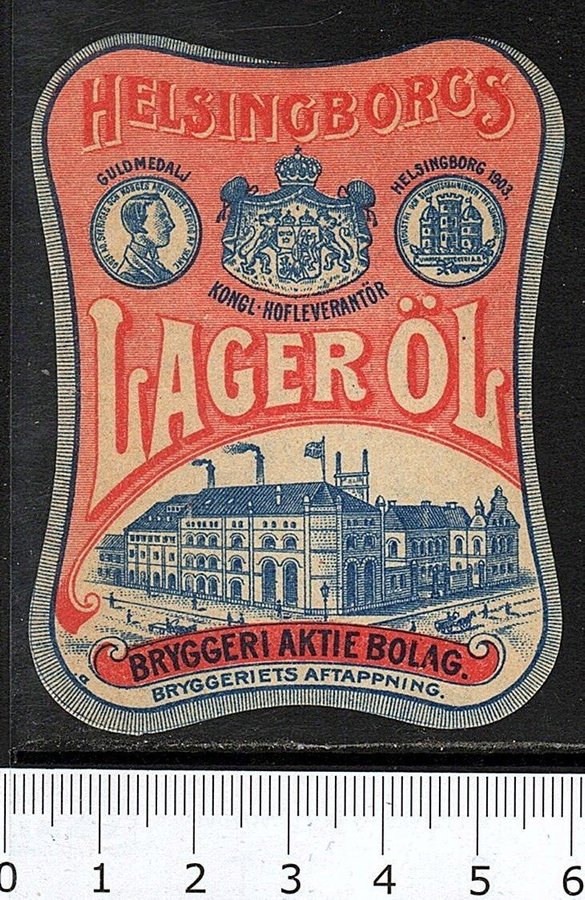 HELSINGBORGS
GULDMEDALJ
HELSINGBORG 1903.
KONGL. HOFLEVERANTÖR
LAGER ÖL
BRYGGERI AKTIE BOLAG.
BRYGGERIETS AFTAPPNING.
0 1 2 3 4 5 6